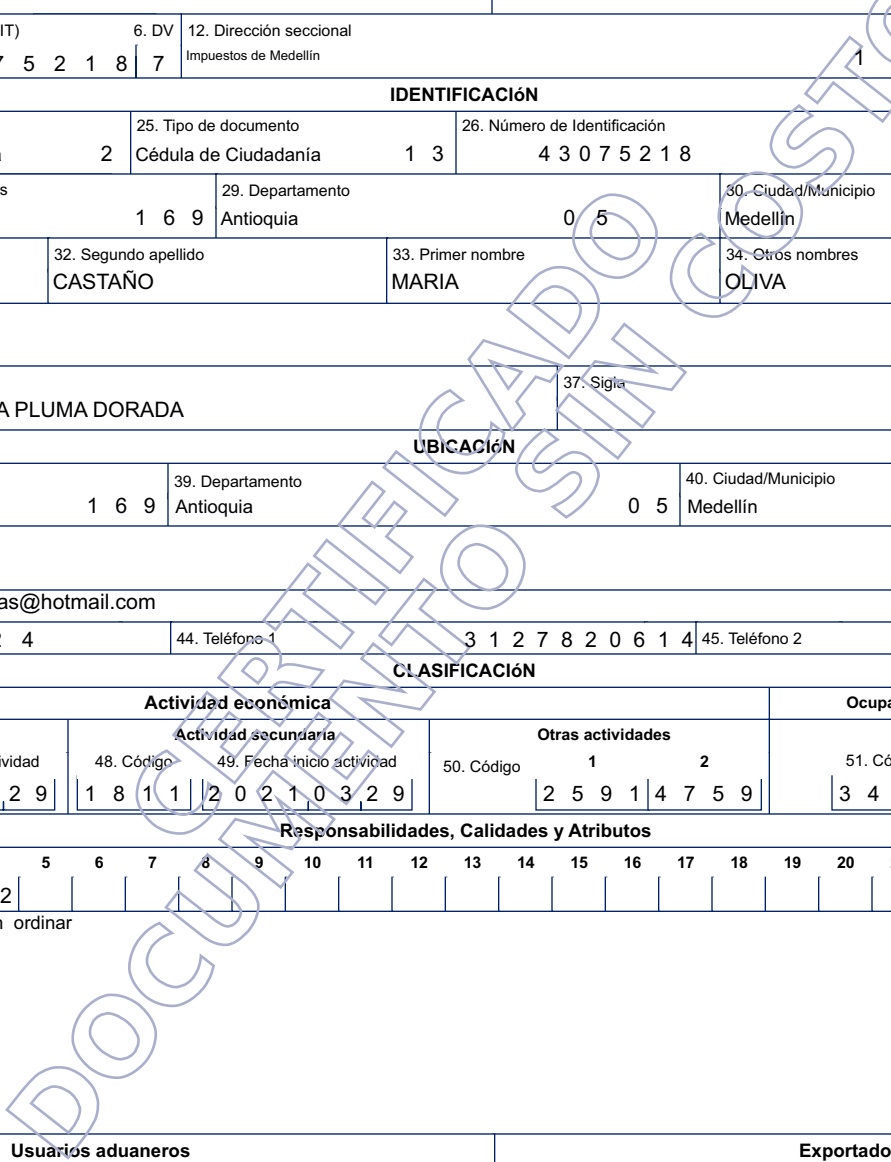 IT) 6. DV 12. Dirección seccional
7 5 2 1 8 7 Impuestos de Medellín 1
IDENTIFICACIóN
25. Tipo de documento 26. Número de Identificación
2 Cédula de Ciudadanía 1 3 4 3 0 7 5 2 1 8
s 29. Departamento 30. Ciudad/Municipio
1 6 9 Antioquia 0 5 Medellín
32. Segundo apellido 33. Primer nombre 34. Otros nombres
CASTAÑO MARIA OLIVA
37. Sigla
A PLUMA DORADA
UBICACIóN
39. Departamento 40. Ciudad/Municipio
1 6 9 Antioquia 0 5 Medellín
as@hotmail.com
2 4 44. Teléfono 1 3 1 2 7 8 2 0 6 1 4 45. Teléfono 2
CLASIFICACIóN
Actividad económica Ocupa
Actividad secundaria Otras actividades
ividad 48. Código 49. Fecha inicio actividad 50. Código 1 2 51. Có
2 9 1 8 1 1 2 0 2 1 0 3 2 9 2 5 9 1 4 7 5 9 3 4
Responsabilidades, Calidades y Atributos
5 6 7 8 9 10 11 12 13 14 15 16 17 18 19 20
2
n ordinar
Usuarios aduaneros Exportado
CERTIFICADO
DOCUMENTO SIN COSTO